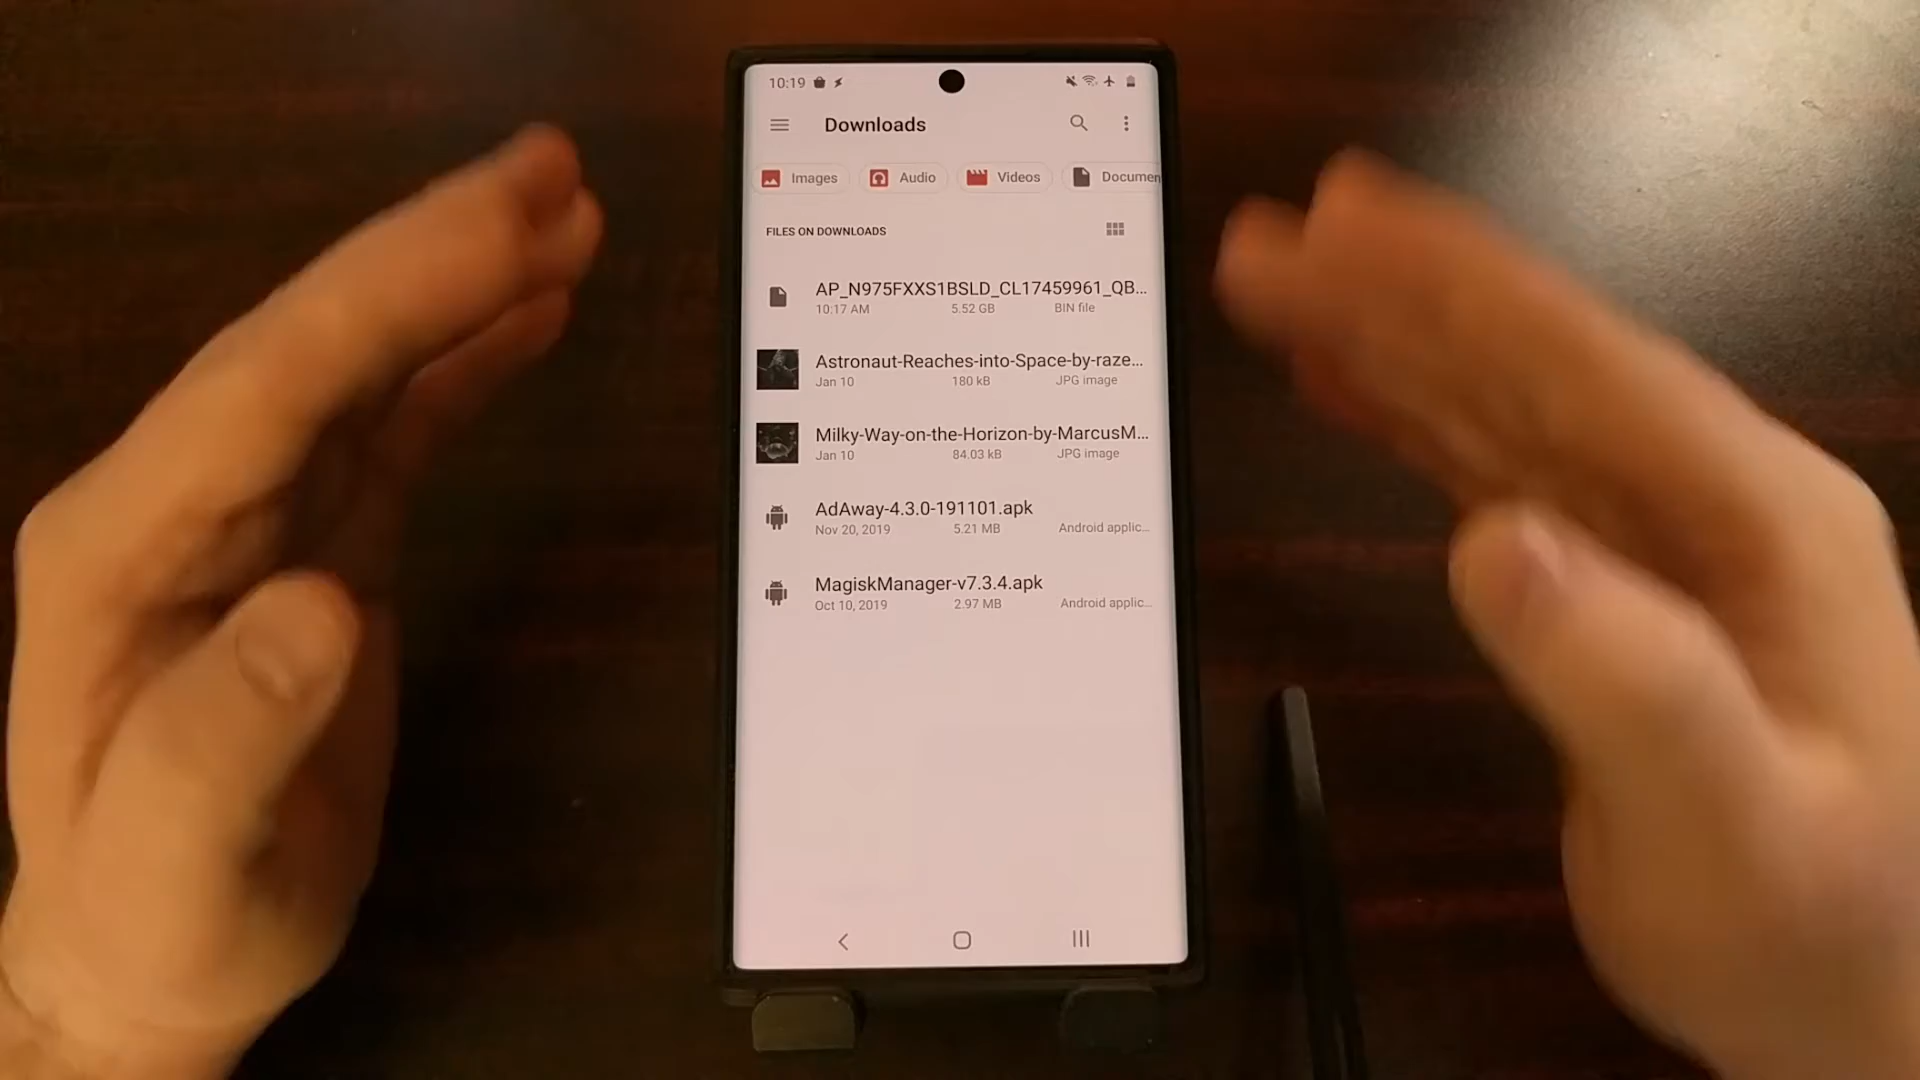 10:19
Downloads
Images Audio Videos Documen
FILES ON DOWNLOADS
AP_N975FXXS1BSLD_CL17459961_QB...
10:17 AM 5.52 GB BIN file
Astronaut-Reaches-into-Space-by-raze...
Jan 10 180 kB JPG image
Milky-Way-on-the-Horizon-by-MarcusM...
Jan 10 84.03 kB JPG image
AdAway-4.3.0-191101.apk
Nov 20, 2019 5.21 MB Android applic...
MagiskManager-v7.3.4.apk
Oct 10, 2019 2.97 MB Android applic...